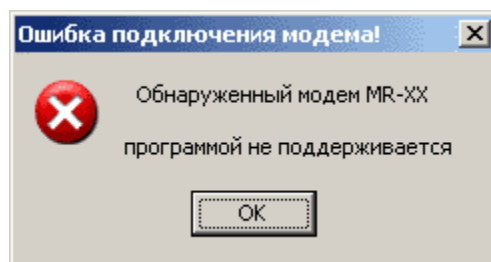 Ошибка подключения модема!
Обнаруженный модем MR-XX
программой не поддерживается
OK